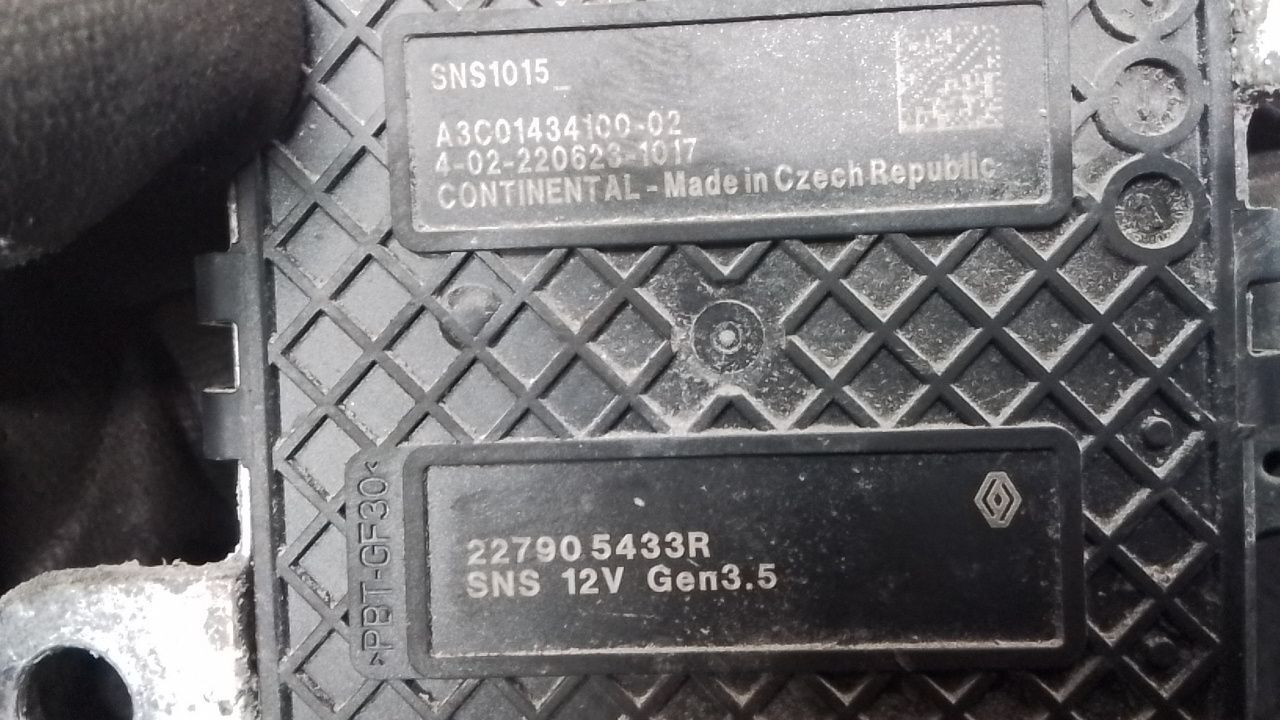 SNS1015_
A3C01434100-02_
4-02-220623-1017
CONTINENTAL - Made in Czech Republic
>PBT-GF30<
22790 5433R
SNS 12V Gen3.5